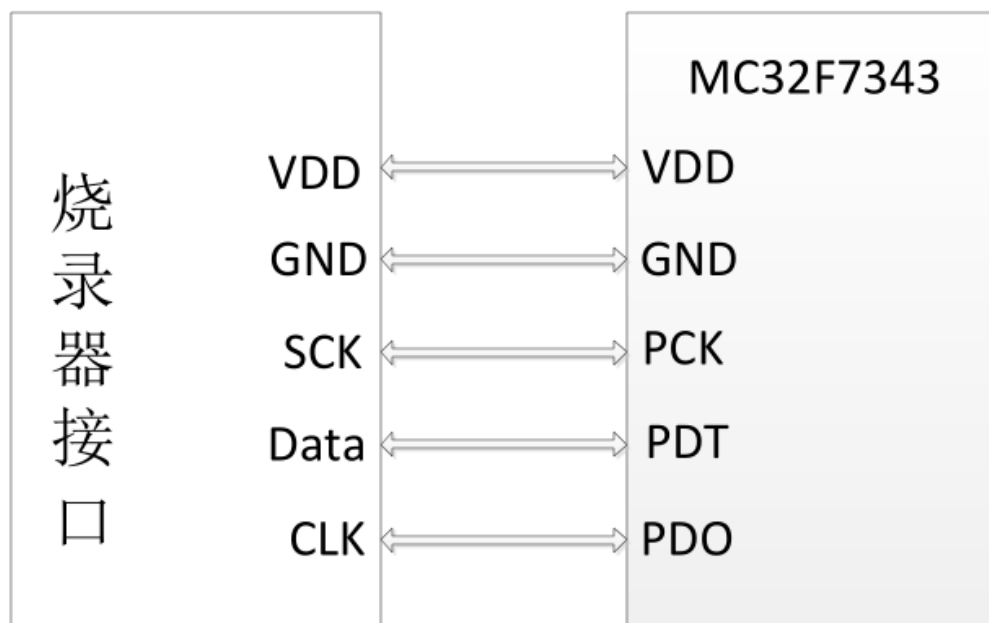 烧录器接口
VDD
GND
SCK
Data
CLK
MC32F7343
VDD
GND
PCK
PDT
PDO